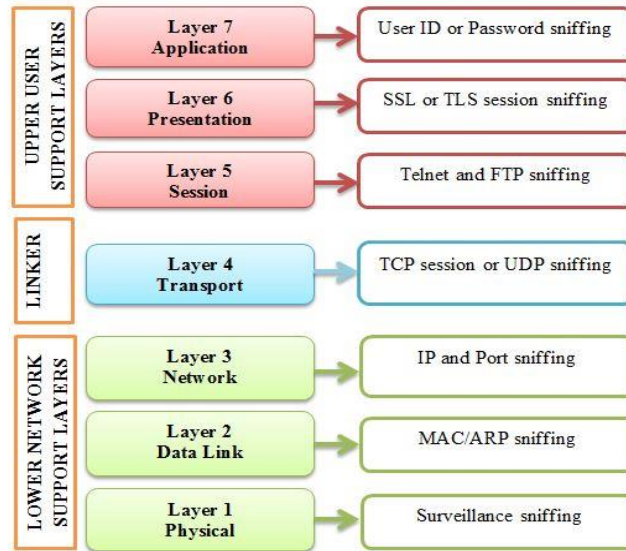 UPPER USER
SUPPORT LAYERS
Layer 7
Application
User ID or Password sniffing
Layer 6
Presentation
SSL or TLS session sniffing
Layer 5
Session
Telnet and FTP sniffing
LINKER
Layer 4
Transport
TCP session or UDP sniffing
LOWER NETWORK
SUPPORT LAYERS
Layer 3
Network
IP and Port sniffing
Layer 2
Data Link
MAC/ARP sniffing
Layer 1
Physical
Surveillance sniffing